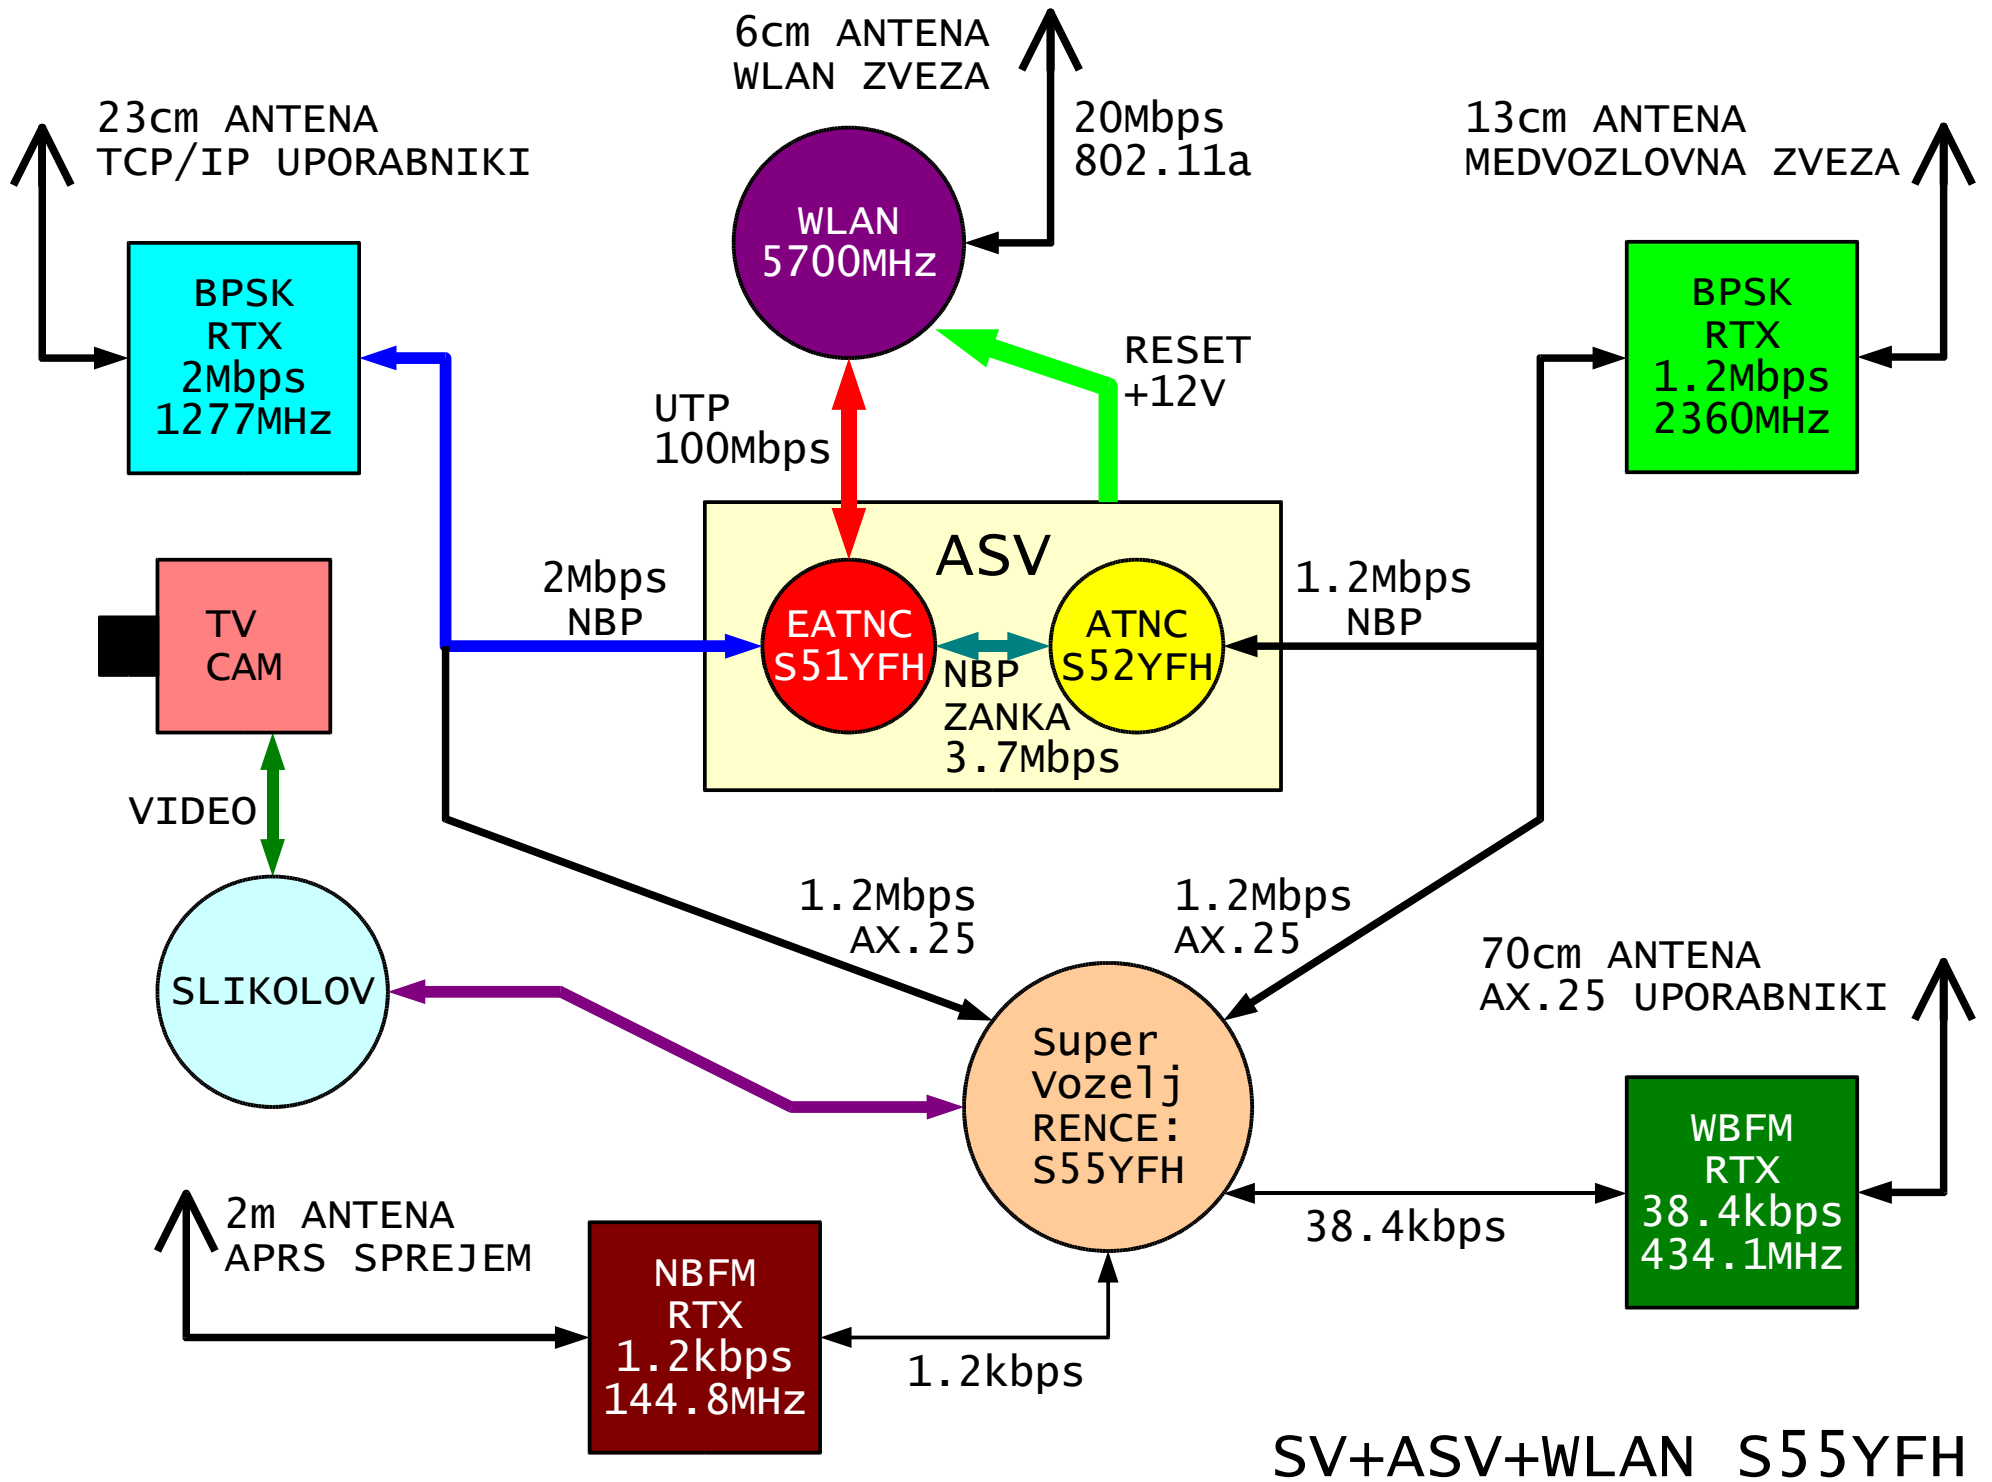 6cm ANTENA
WLAN ZVEZA
23cm ANTENA
TCP/IP UPORABNIKI
20Mbps
802.11a
13cm ANTENA
MEDVOZLOVNA ZVEZA
WLAN
5700MHz
BPSK
RTX
2Mbps
1277MHz
BPSK
RTX
1.2Mbps
2360MHz
RESET
+12V
UTP
100Mbps
ASV
2Mbps
NBP
EATNC
S51YFH
ATNC
S52YFH
NBP
ZANKA
3.7Mbps
1.2Mbps
NBP
TV
CAM
VIDEO
SLIKOLOV
1.2Mbps
AX.25
1.2Mbps
AX.25
70cm ANTENA
AX.25 UPORABNIKI
Super
Vozelj
RENCE:
S55YFH
WBFM
RTX
38.4kbps
434.1MHz
38.4kbps
2m ANTENA
APRS SPREJEM
NBFM
RTX
1.2kbps
144.8MHz
1.2kbps
SV+ASV+WLAN S55YFH